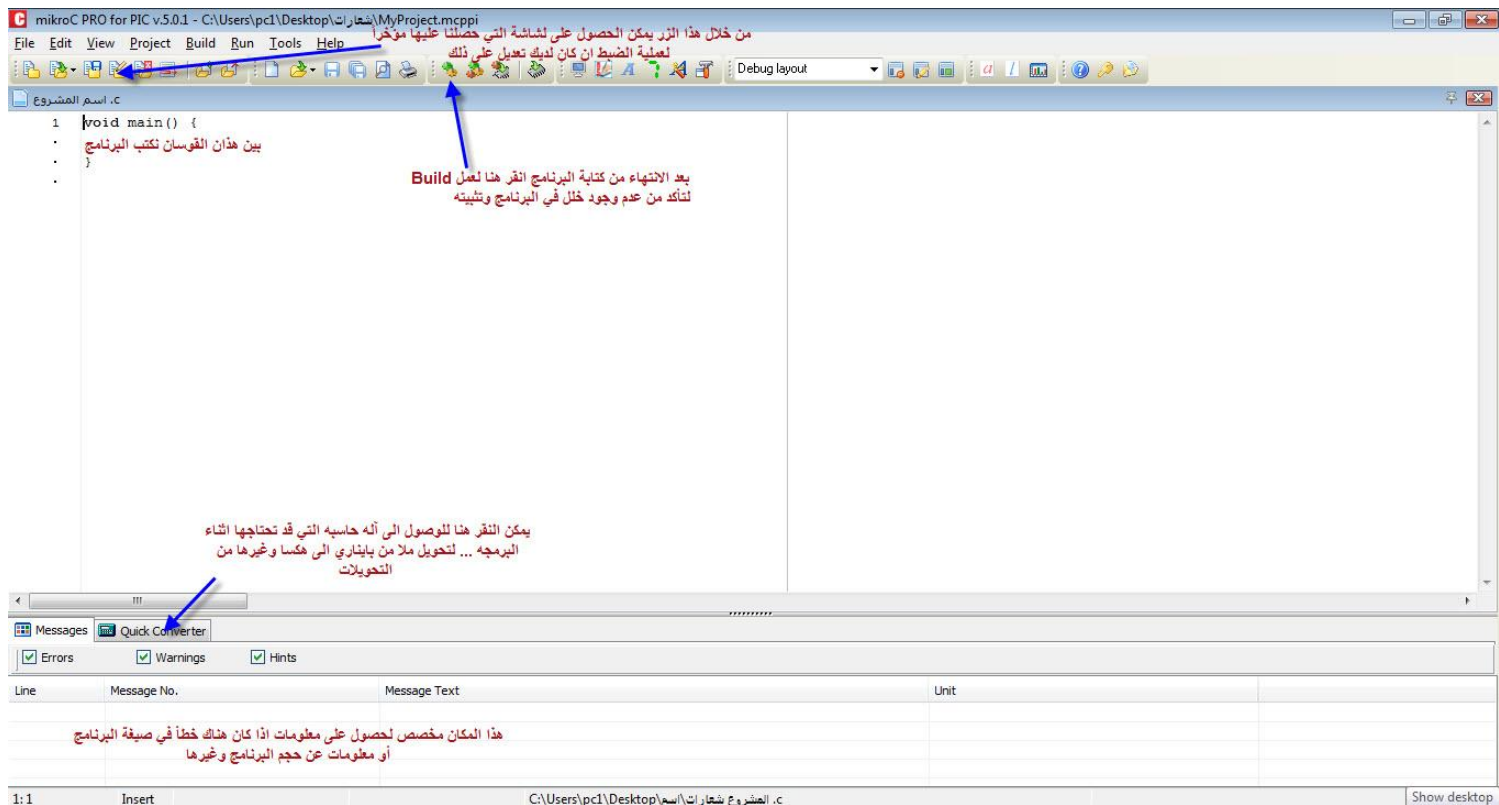 mikroC PRO for PIC v.5.0.1 - C:\Users\pc1\Desktop\شعارات\MyProject.mcppi
File Edit View Project Build Run Tools Help
من خلال هذا الزر يمكن الحصول على لشاشة التي حصلنا عليها مؤخراً
لعملية الضبط ان كان لديك تعديل على ذلك
Debug layout
اسم المشروع .c
1 void main() {
بين هذان القوسان نكتب البرنامج
}
بعد الانتهاء من كتابة البرنامج انقر هنا لعمل Build
لتأكد من عدم وجود خلل في البرنامج وتثبيته
يمكن النقر هنا للوصول الى آله حاسبه التي قد تحتاجها اثناء
البرمجه ... لتحويل ملا من بايناري الى هكسا وغيرها من
التحويلات
Messages Quick Converter
Errors Warnings Hints
Line Message No. Message Text Unit
هذا المكان مخصص لحصول على معلومات اذا كان هناك خطأ في صيغة البرنامج
أو معلومات عن حجم البرنامج وغيرها
1:1 Insert C:\Users\pc1\Desktop\شعارات\اسم المشروع .c Show desktop